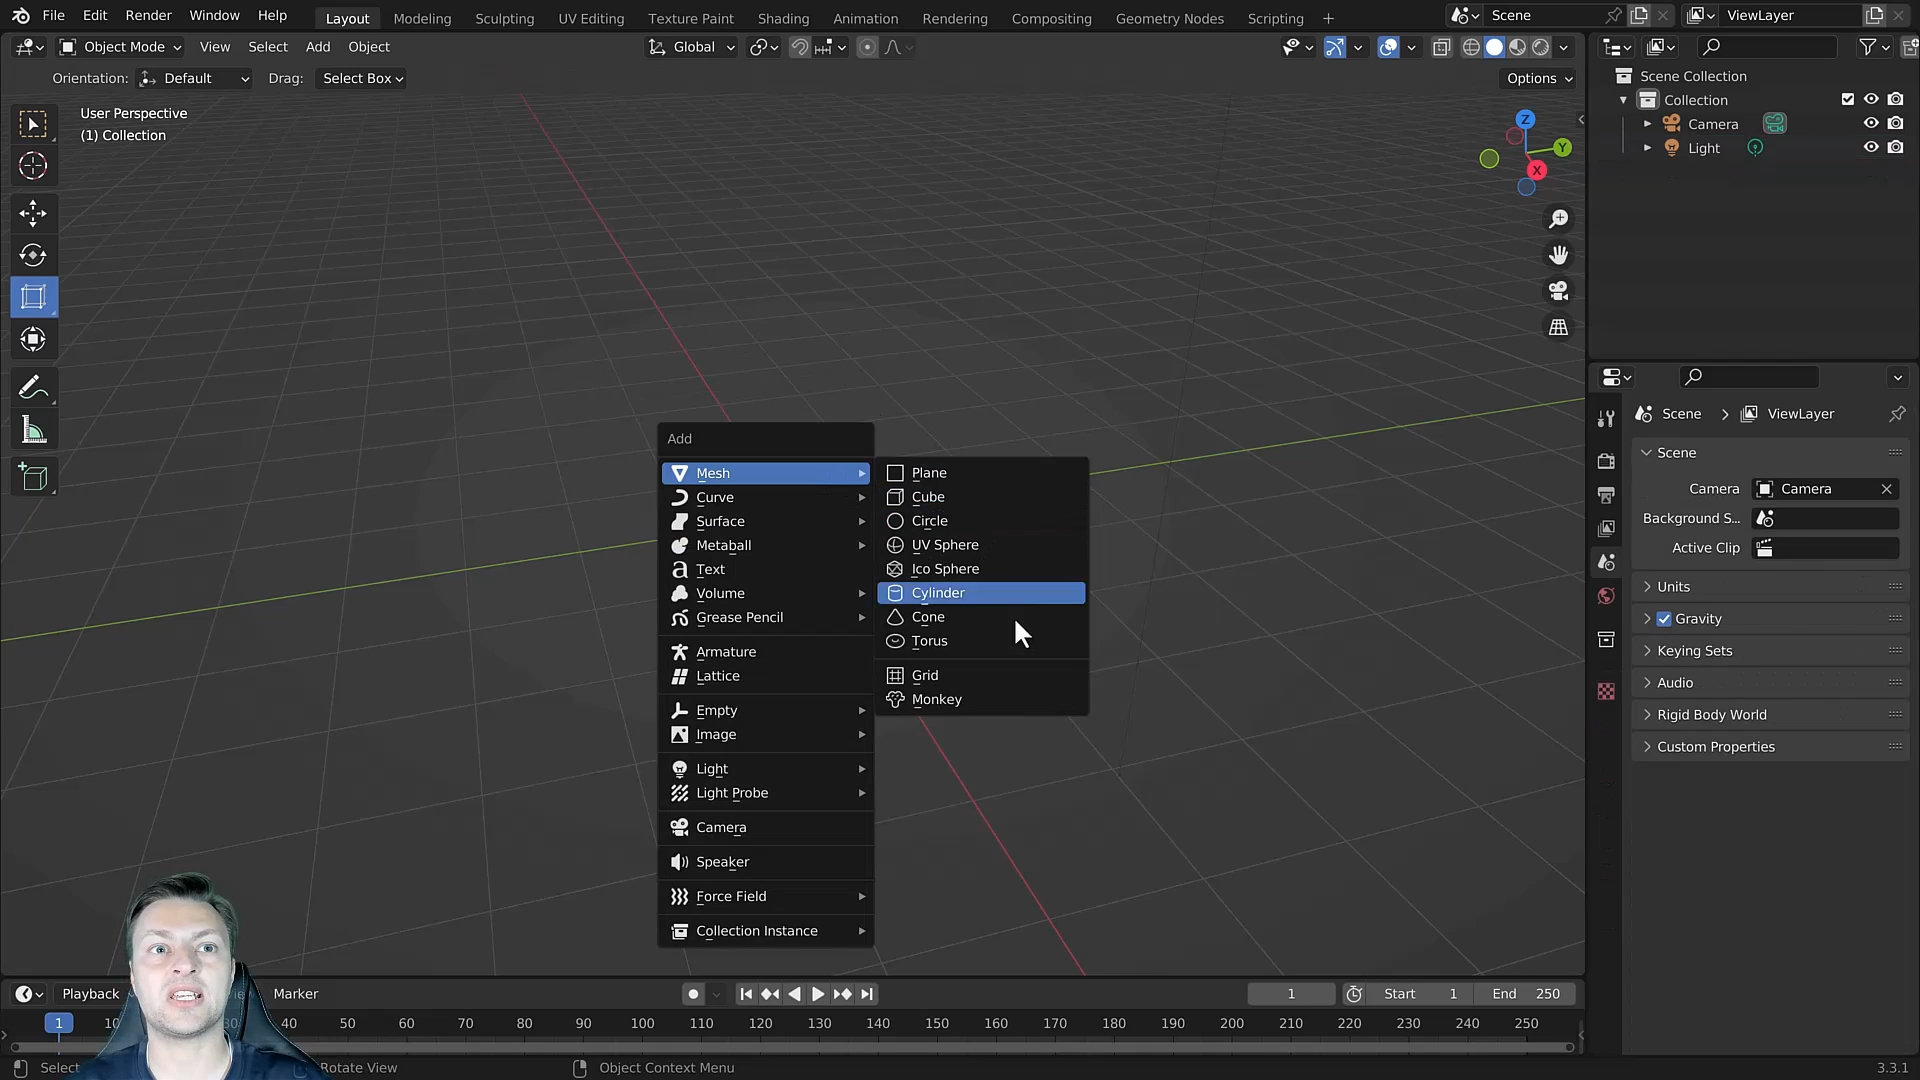 File Edit Render Window Help Layout Modeling Sculpting UV Editing Texture Paint Shading Animation Rendering Compositing Geometry Nodes Scripting + Scene ViewLayer
Object Mode View Select Add Object Global
Orientation: Default Drag: Select Box Options
User Perspective
(1) Collection
Z
Y
X
Scene Collection
Collection
Camera
Light
Add
Mesh
Curve
Surface
Metaball
Text
Volume
Grease Pencil
Armature
Lattice
Empty
Image
Light
Light Probe
Camera
Speaker
Force Field
Collection Instance
Plane
Cube
Circle
UV Sphere
Ico Sphere
Cylinder
Cone
Torus
Grid
Monkey
Scene > ViewLayer
Scene
Camera Camera
Background S...
Active Clip
Units
Gravity
Keying Sets
Audio
Rigid Body World
Custom Properties
Playback Marker 1 Start 1 End 250
1 10 30 40 50 60 70 80 90 100 110 120 130 140 150 160 170 180 190 200 210 220 230 240 250
Select Rotate View Object Context Menu 3.3.1